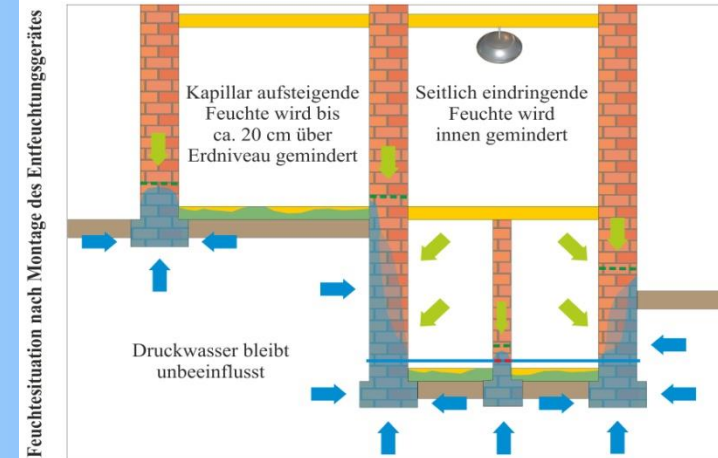 Feuchtesituation nach Montage des Entfeuchtungsgerätes
Kapillar aufsteigende
Feuchte wird bis
ca. 20 cm über
Erdniveau gemindert
Seitlich eindringende
Feuchte wird
innen gemindert
Druckwasser bleibt
unbeeinflusst